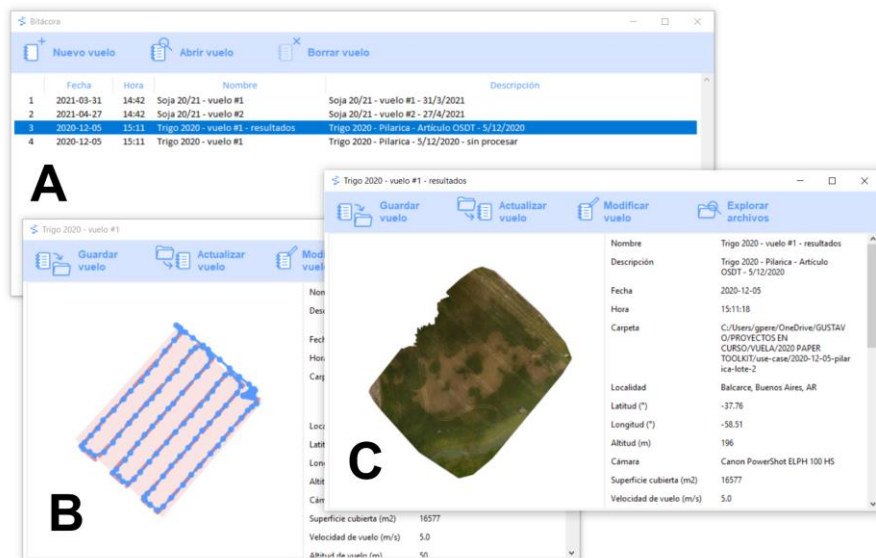 Bitácora
Nuevo vuelo Abrir vuelo Borrar vuelo
Fecha Hora Nombre Descripción
1 2021-03-31 14:42 Soja 20/21 - vuelo #1 Soja 20/21 - vuelo #1 - 31/3/2021
2 2021-04-27 14:42 Soja 20/21 - vuelo #2 Soja 20/21 - vuelo #2 - 27/4/2021
3 2020-12-05 15:11 Trigo 2020 - vuelo #1 - resultados Trigo 2020 - Pilarica - Artículo OSDT - 5/12/2020
4 2020-12-05 15:11 Trigo 2020 - vuelo #1 Trigo 2020 - Pilarica - 5/12/2020 - sin procesar
A
Trigo 2020 - vuelo #1
Guardar
vuelo
Actualizar
vuelo
Superficie cubierta (m2) 16577
Velocidad de vuelo (m/s) 5.0
Altitud de vuelo (m) 50
B
Trigo 2020 - vuelo #1 - resultados
Guardar
vuelo
Actualizar
vuelo
Modificar
vuelo
Explorar
archivos
Nombre Trigo 2020 - vuelo #1 - resultados
Descripción Trigo 2020 - Pilarica - Artículo
OSDT - 5/12/2020
Fecha 2020-12-05
Hora 15:11:18
Carpeta C:/Users/gpere/OneDrive/GUSTAV
O/PROYECTOS EN
CURSO/VUELA/2020 PAPER
TOOLKIT/use-case/2020-12-05-pilar
ica-lote-2
Localidad Balcarce, Buenos Aires, AR
Latitud (°) -37.76
Longitud (°) -58.51
Altitud (m) 196
Cámara Canon PowerShot ELPH 100 HS
Superficie cubierta (m2) 16577
Velocidad de vuelo (m/s) 5.0
C